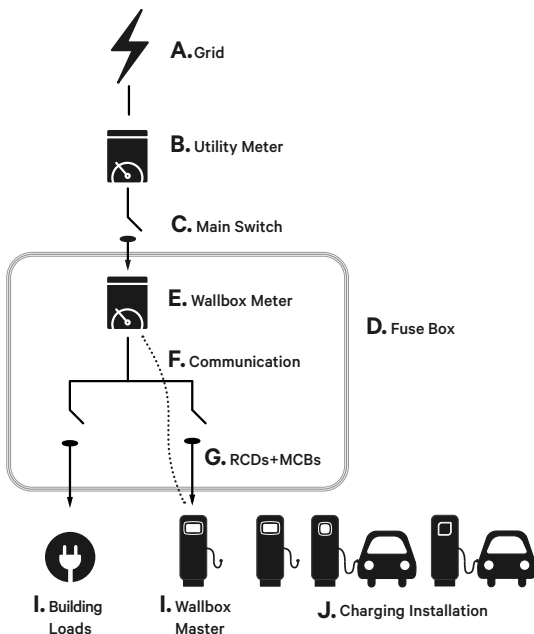 A. Grid
B. Utility Meter
C. Main Switch
E. Wallbox Meter
D. Fuse Box
F. Communication
G. RCDs+MCBs
I. Building
Loads
I. Wallbox
Master
J. Charging Installation